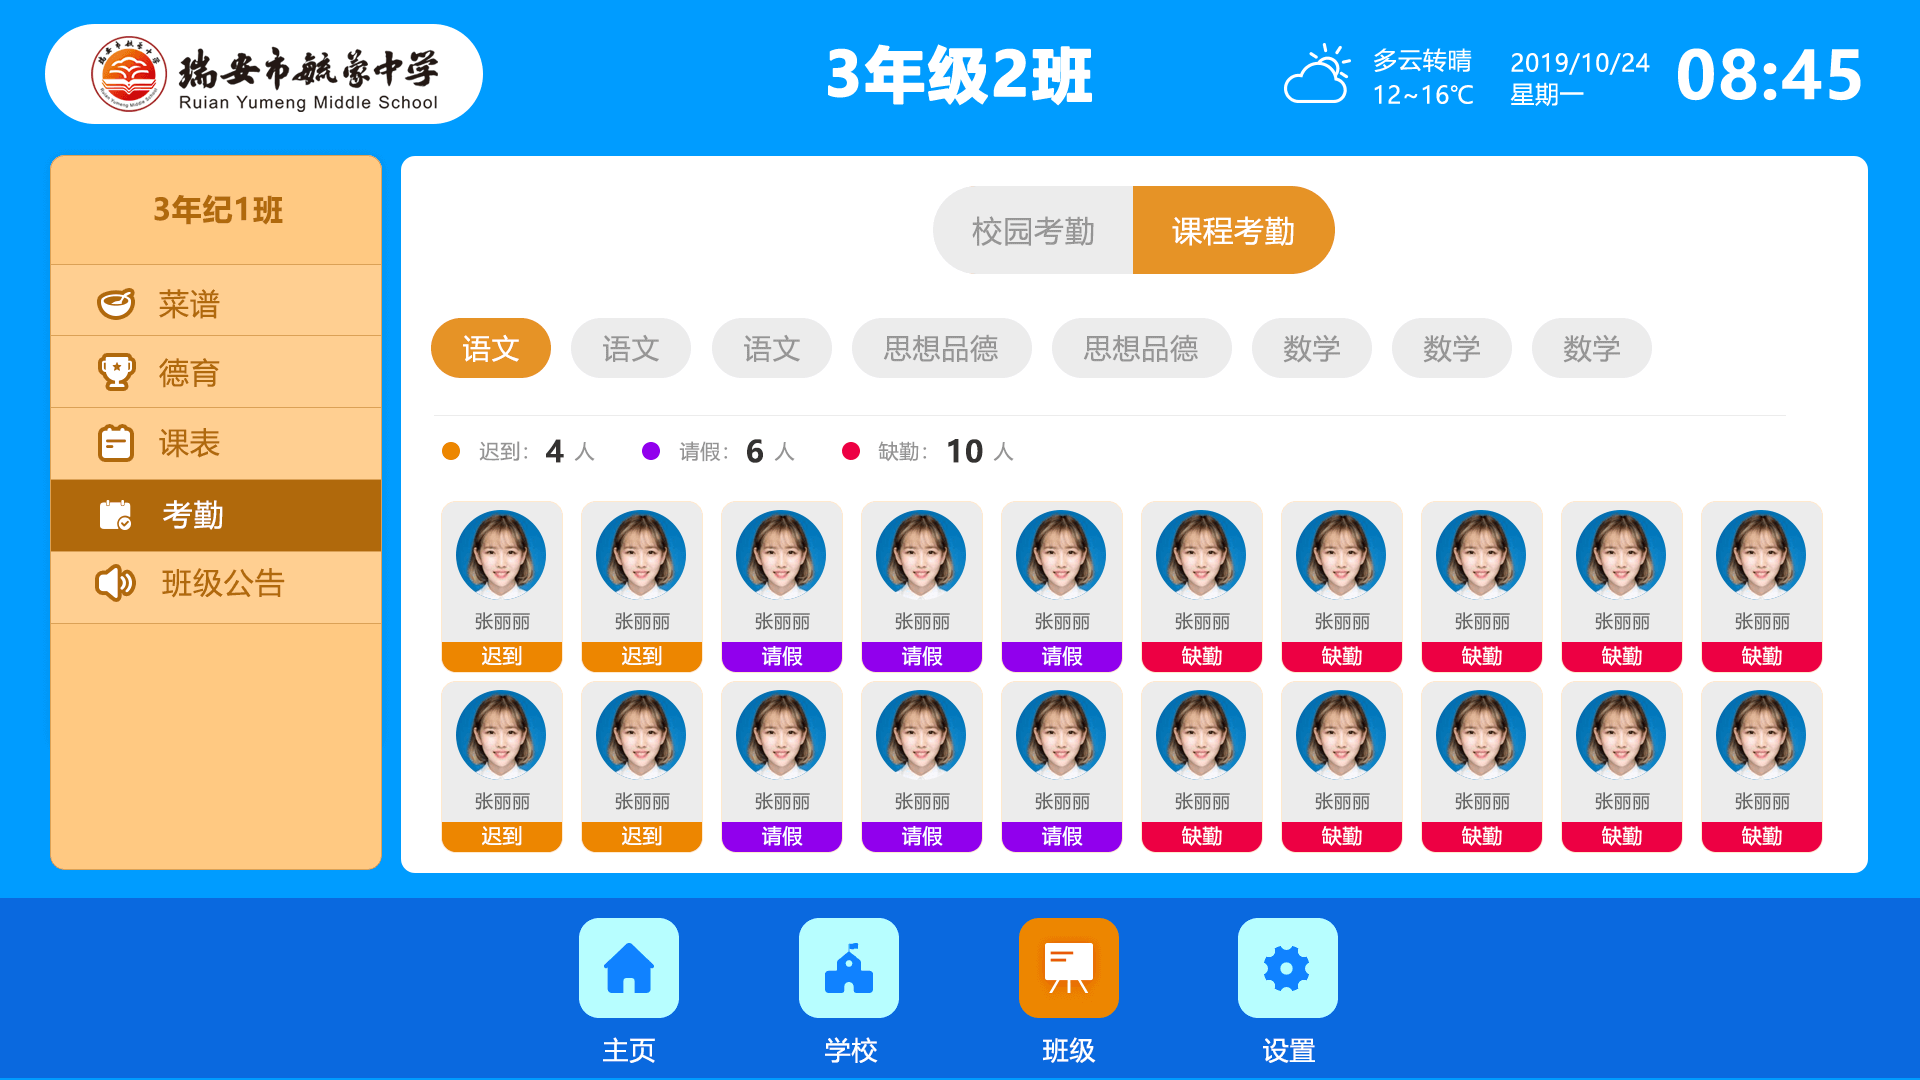 瑞安市毓蒙中学
Ruian Yumeng Middle School
3年级2班
多云转晴
12~16℃
2019/10/24
星期一
08:45
3年纪1班
菜谱
德育
课表
考勤
班级公告
校园考勤 课程考勤
语文 语文 语文 思想品德 思想品德 数学 数学 数学
迟到: 4 人 请假: 6 人 缺勤: 10 人
张丽丽 张丽丽 张丽丽 张丽丽 张丽丽 张丽丽 张丽丽 张丽丽 张丽丽 张丽丽
迟到 迟到 请假 请假 请假 缺勤 缺勤 缺勤 缺勤 缺勤
张丽丽 张丽丽 张丽丽 张丽丽 张丽丽 张丽丽 张丽丽 张丽丽 张丽丽 张丽丽
迟到 迟到 请假 请假 请假 缺勤 缺勤 缺勤 缺勤 缺勤
主页 学校 班级 设置